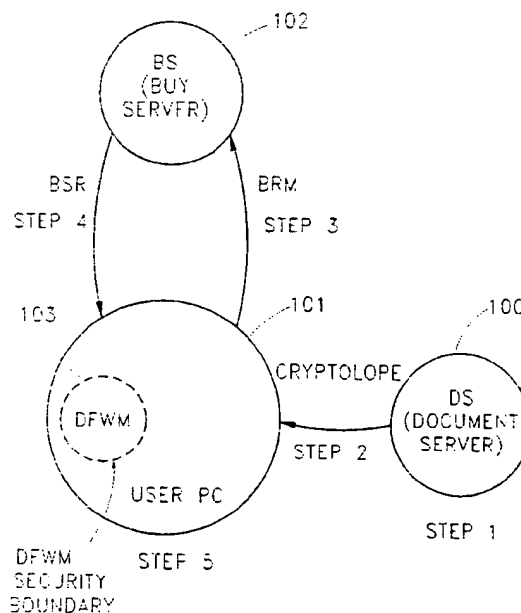 102
BS
(BUY
SERVER)
BSR
STEP 4
BRM
STEP 3
103
101
100
CRYPTOLOPE
DS
(DOCUMENT
SERVER)
DFWM
STEP 2
USER PC
STEP 1
STEP 5
DFWM
SECURITY
BOUNDARY